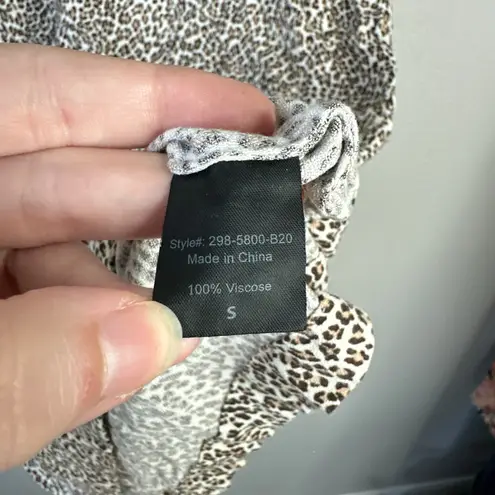 Style#: 298-5800-B20
Made in China
100% Viscose
S